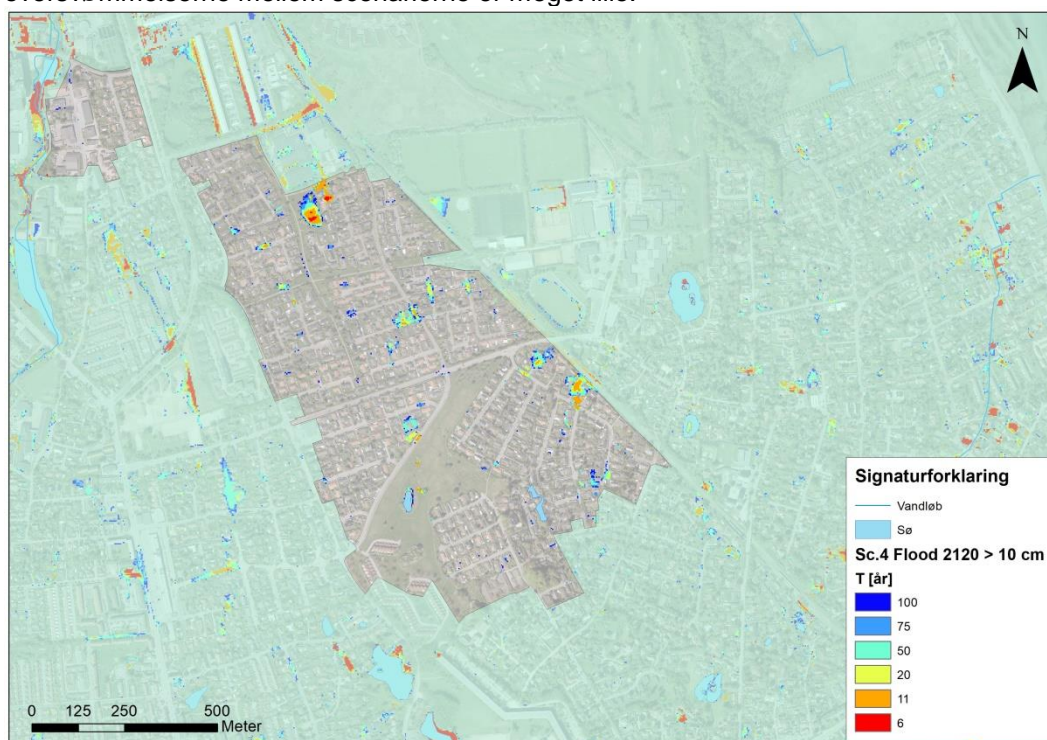 oversvømmelserne mellem scenarierne er meget lille.
N
Signaturforklaring
Vandløb
Sø
Sc.4 Flood 2120 > 10 cm
T [år]
100
75
50
20
11
6
0 125 250 500
Meter